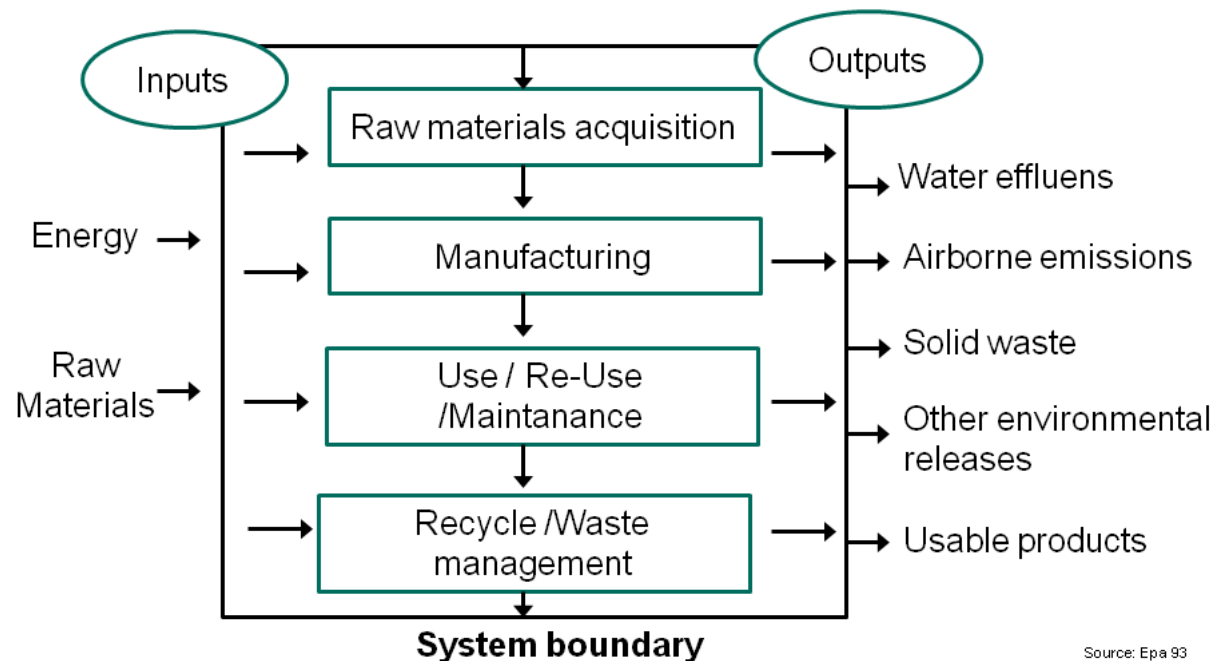 Inputs
Outputs
Raw materials acquisition
Manufacturing
Use / Re-Use
/Maintanance
Recycle /Waste
management
Energy
Raw
Materials
Water effluens
Airborne emissions
Solid waste
Other environmental
releases
Usable products
System boundary
Source: Epa 93